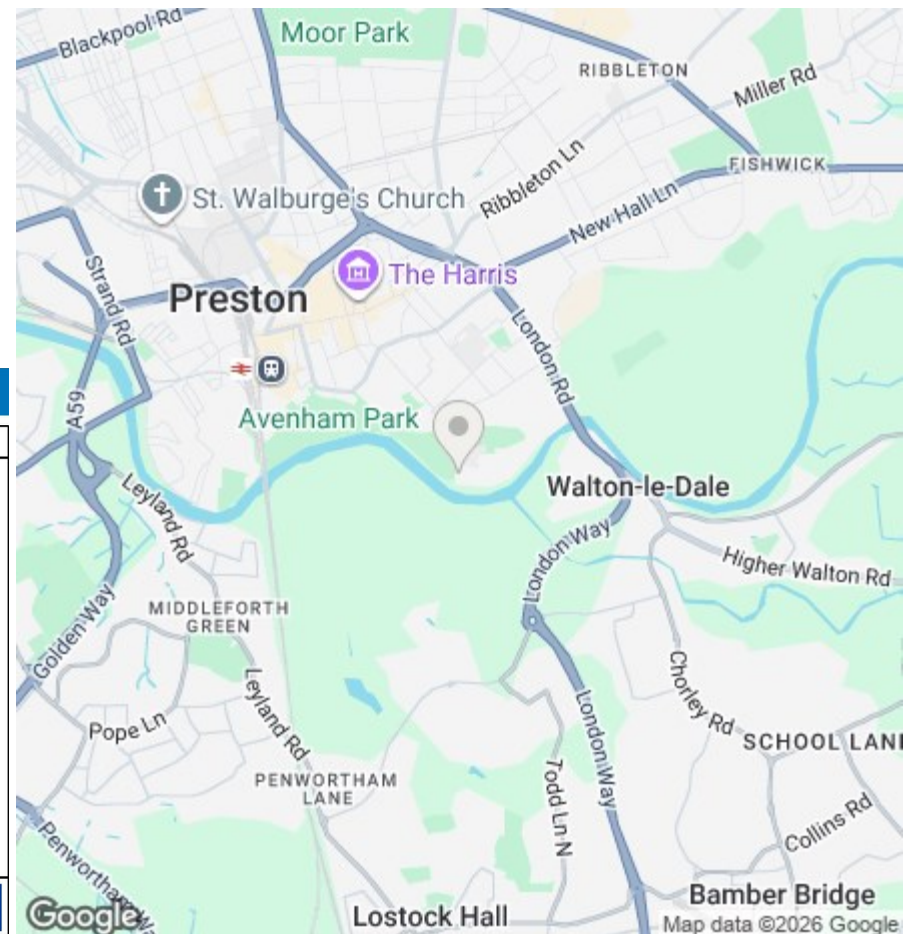 Blackpool Rd
Moor Park
RIBBLETON
Miller Rd
FISHWICK
St. Walburge's Church
Ribbleton Ln
New Hall Ln
The Harris
Strand Rd
Preston
London Rd
A59
Avenham Park
Walton-le-Dale
Leyland Rd
London Way
Higher Walton Rd
MIDDLEFORTH
GREEN
Golden Way
Leyland Rd
Chorley Rd
Pope Ln
London Way
SCHOOL LANE
PENWORTHAM
LANE
Todd Ln N
Collins Rd
Penwortham Wa
Bamber Bridge
Google
Lostock Hall
Map data ©2026 Google